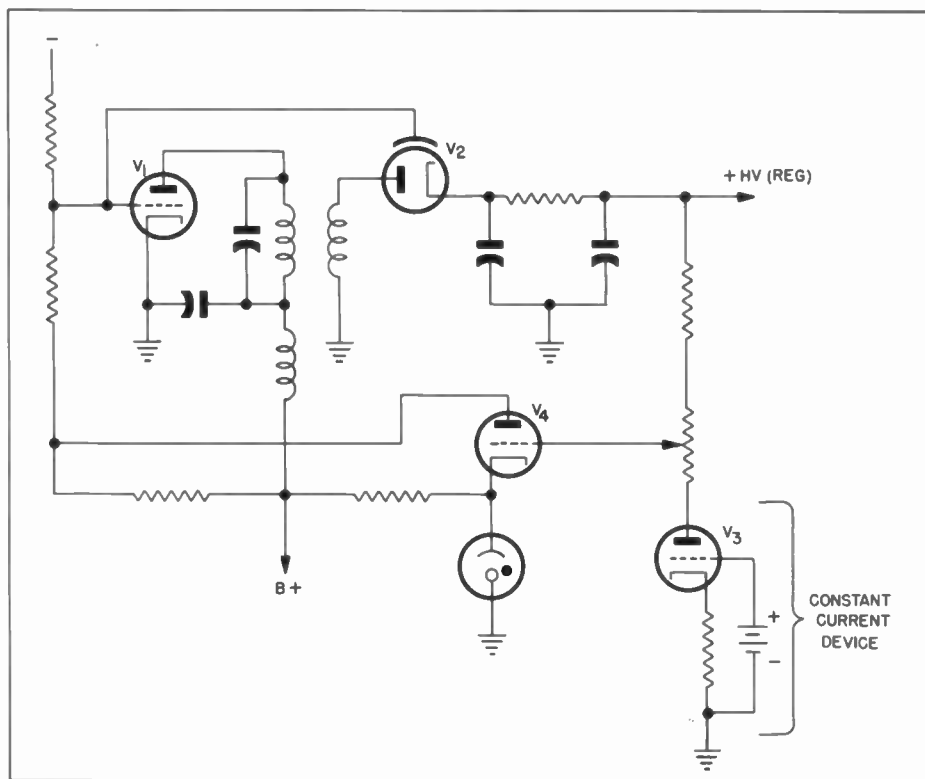 −
V1
V2
+ HV (REG)
V4
V3
B+
+
−
CONSTANT
CURRENT
DEVICE